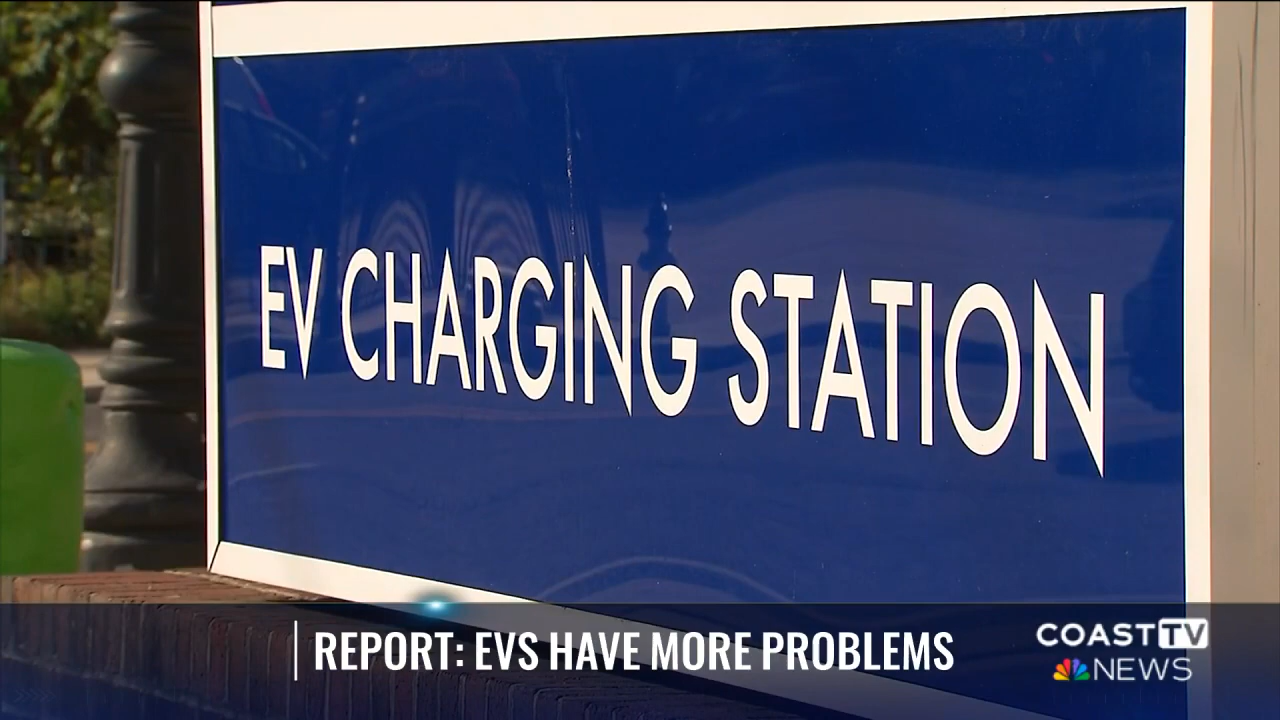 EV CHARGING STATION
REPORT: EVS HAVE MORE PROBLEMS
COAST TV
NEWS